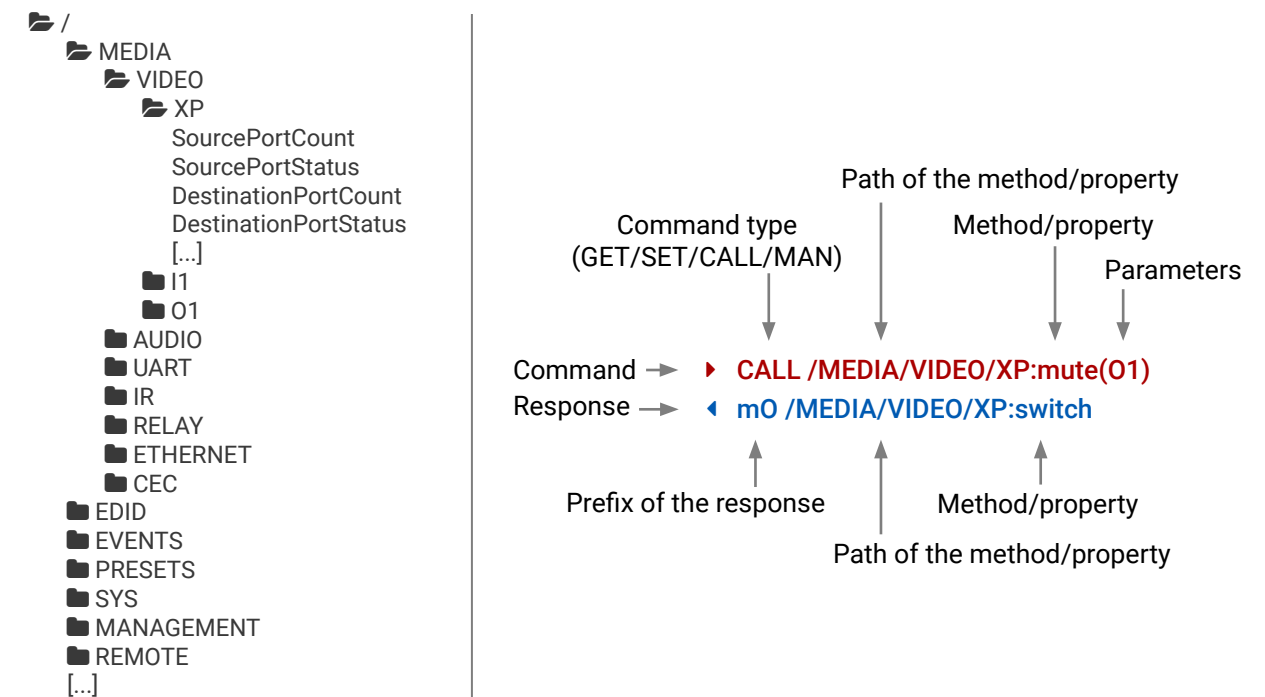 /
MEDIA
VIDEO
XP
SourcePortCount
SourcePortStatus
DestinationPortCount
DestinationPortStatus
[...]
I1
O1
AUDIO
UART
IR
RELAY
ETHERNET
CEC
EDID
EVENTS
PRESETS
SYS
MANAGEMENT
REMOTE
[...]
Path of the method/property
Command type
(GET/SET/CALL/MAN)
Method/property
Parameters
Command
CALL /MEDIA/VIDEO/XP:mute(O1)
Response
mO /MEDIA/VIDEO/XP:switch
Prefix of the response
Method/property
Path of the method/property